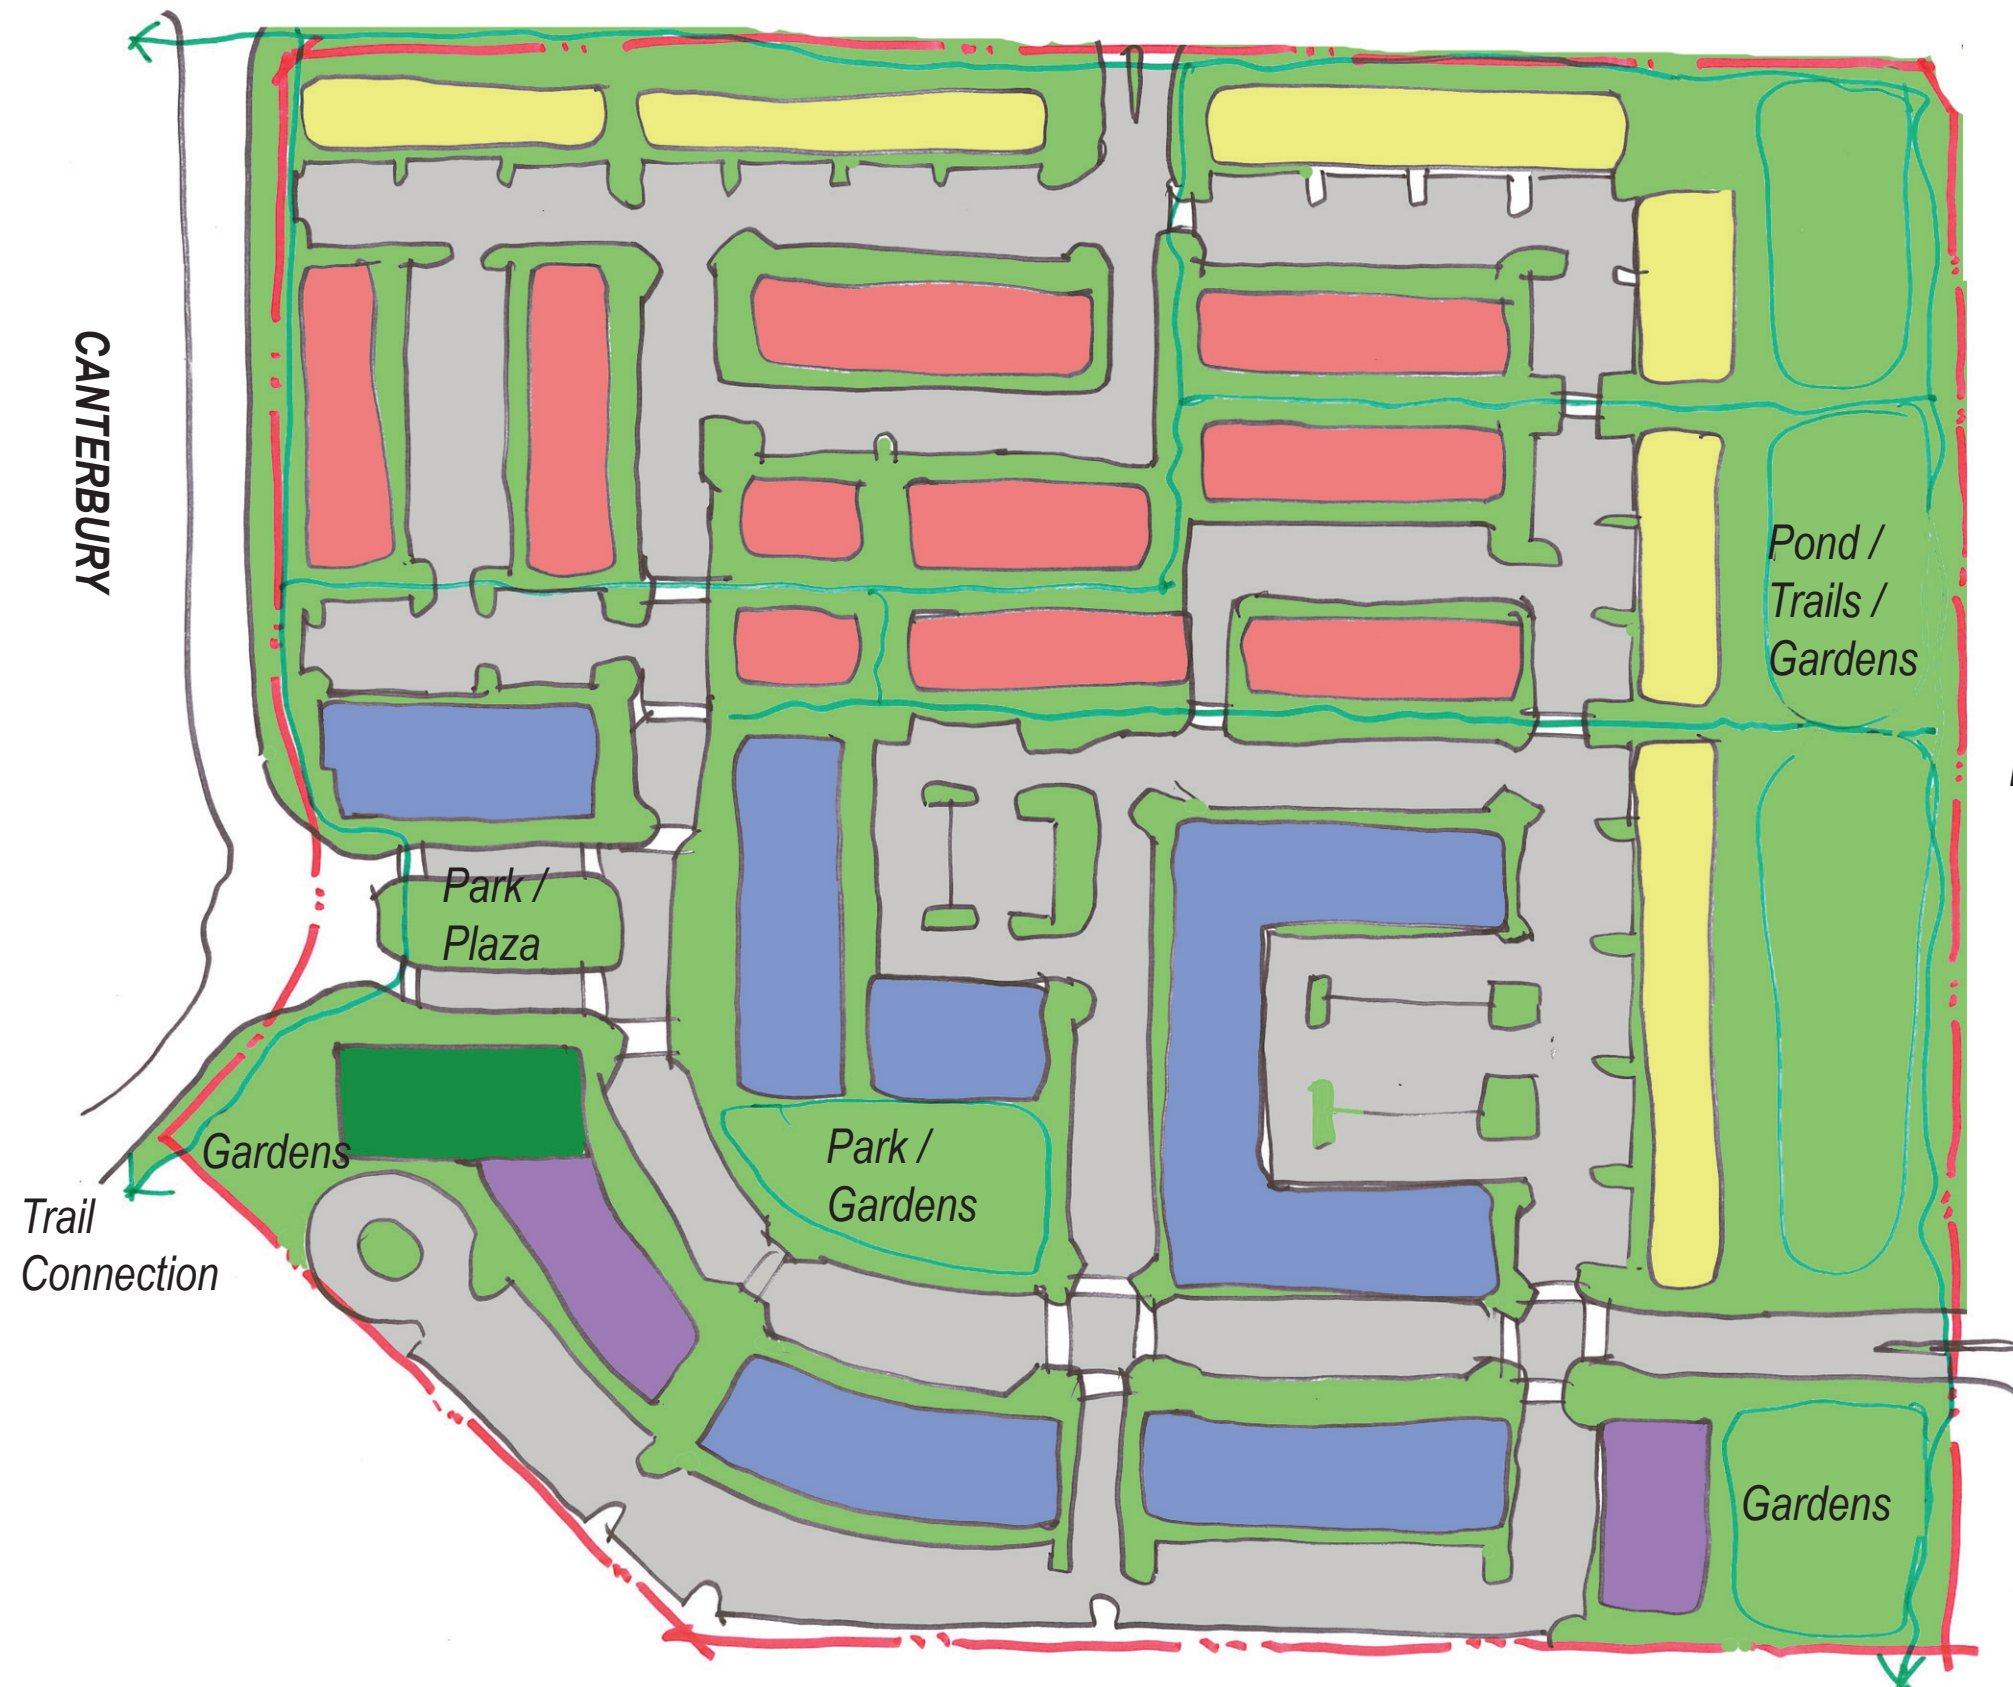 CANTERBURY
Pond /
Trails /
Gardens
Park /
Plaza
Gardens
Park /
Gardens
Trail
Connection
Gardens